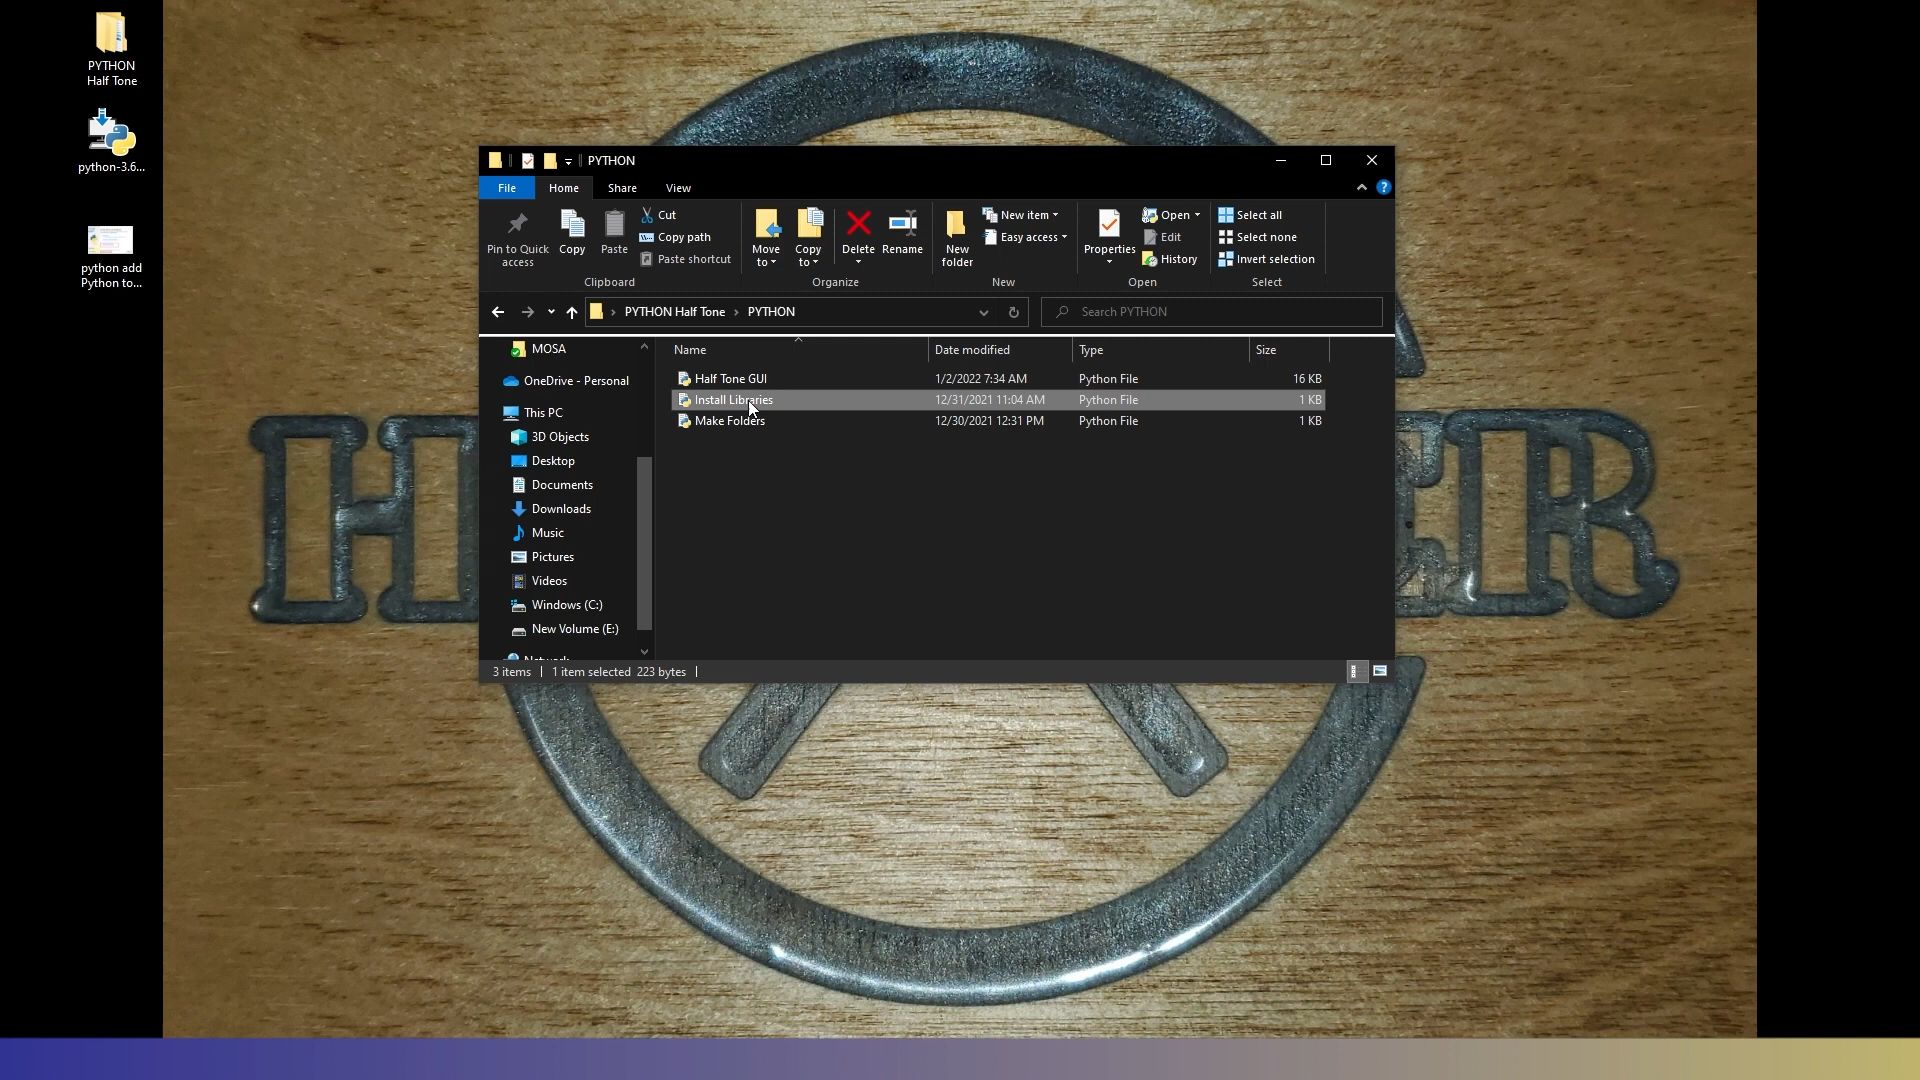 PYTHON
Half Tone
python-3.6...
python add
Python to...
PYTHON
File
Home
Share
View
Pin to Quick
access
Copy
Paste
Cut
Copy path
Paste shortcut
Clipboard
Move
to
Copy
to
Delete
Rename
Organize
New
folder
New item
Easy access
New
Properties
Open
Edit
History
Open
Select all
Select none
Invert selection
Select
PYTHON Half Tone
PYTHON
Search PYTHON
MOSA
OneDrive - Personal
This PC
3D Objects
Desktop
Documents
Downloads
Music
Pictures
Videos
Windows (C:)
New Volume (E:)
Network
Name
Date modified
Type
Size
Half Tone GUI
1/2/2022 7:34 AM
Python File
16 KB
Install Libraries
12/31/2021 11:04 AM
Python File
1 KB
Make Folders
12/30/2021 12:31 PM
Python File
1 KB
3 items
1 item selected 223 bytes